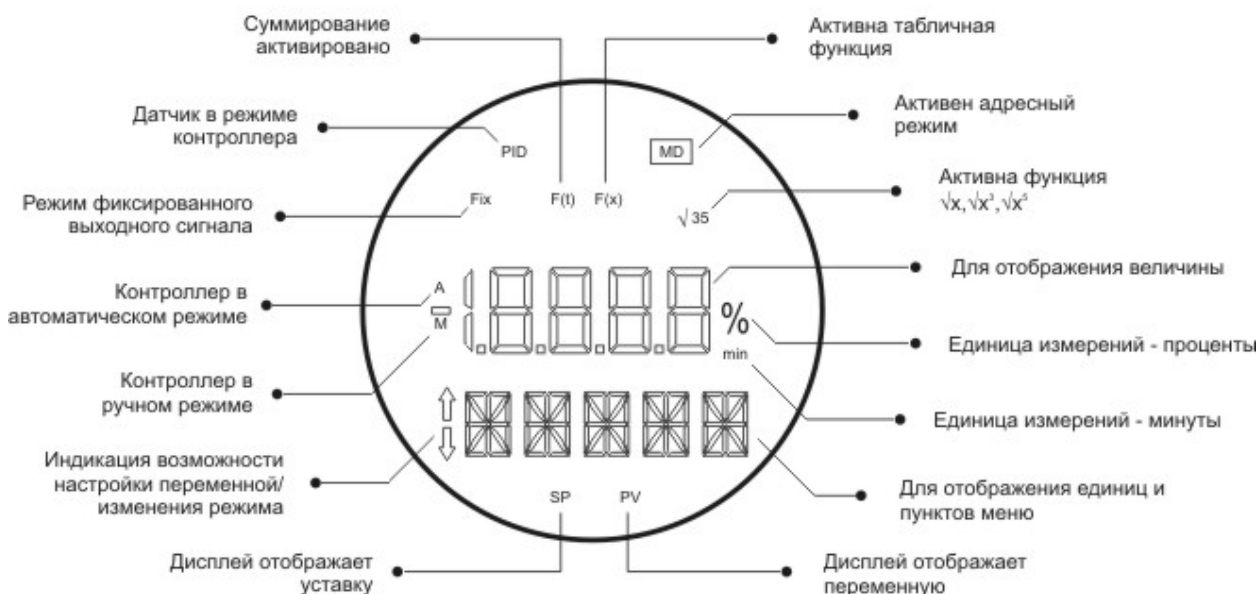 Суммирование
активировано
Активна табличная
функция
Датчик в режиме
контроллера
Активен адресный
режим
PID
MD
Режим фиксированного
выходного сигнала
Fix
F(t)
F(x)
√35
Активна функция
√x,√x³,√x⁵
Контроллер в
автоматическом режиме
A
M
%
min
Для отображения величины
Единица измерений - проценты
Контроллер в
ручном режиме
Единица измерений - минуты
Индикация возможности
настройки переменной/
изменения режима
Для отображения единиц и
пунктов меню
SP
PV
Дисплей отображает
уставку
Дисплей отображает
переменную